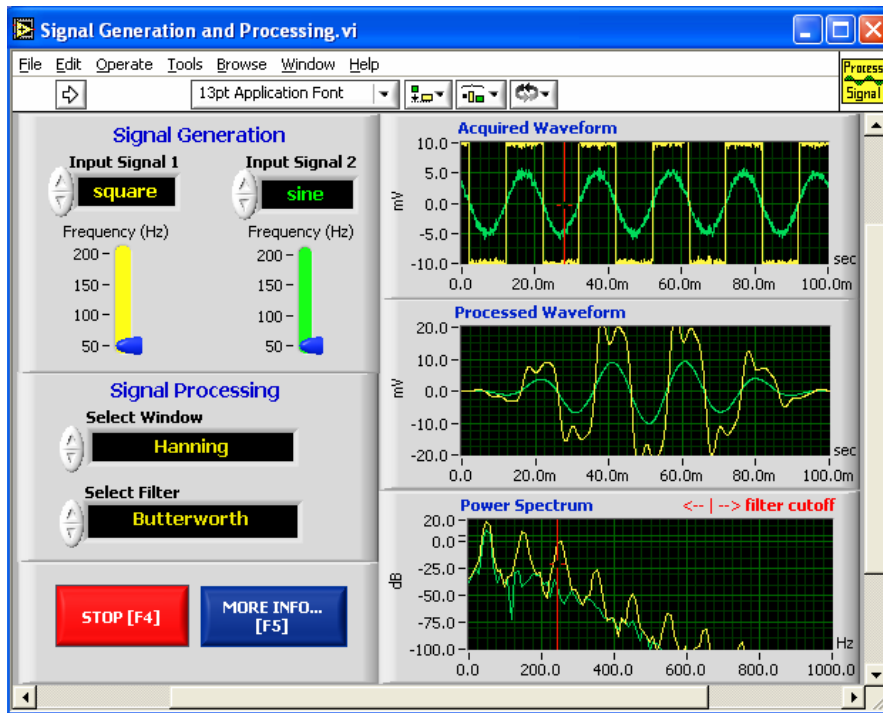 Signal Generation and Processing.vi
File Edit Operate Tools Browse Window Help
13pt Application Font
Process
Signal
Signal Generation
Input Signal 1
square
Input Signal 2
sine
Frequency (Hz)
200
150
100
50
Frequency (Hz)
200
150
100
50
Signal Processing
Select Window
Hanning
Select Filter
Butterworth
STOP [F4]
MORE INFO...
[F5]
Acquired Waveform
10.0
5.0
0.0
-5.0
-10.0
mV
sec
0.0 20.0m 40.0m 60.0m 80.0m 100.0m
Processed Waveform
20.0
10.0
0.0
-10.0
-20.0
mV
sec
0.0 20.0m 40.0m 60.0m 80.0m 100.0m
Power Spectrum <-- | --> filter cutoff
20.0
0.0
-25.0
-50.0
-75.0
-100.0
dB
Hz
0.0 200.0 400.0 600.0 800.0 1000.0